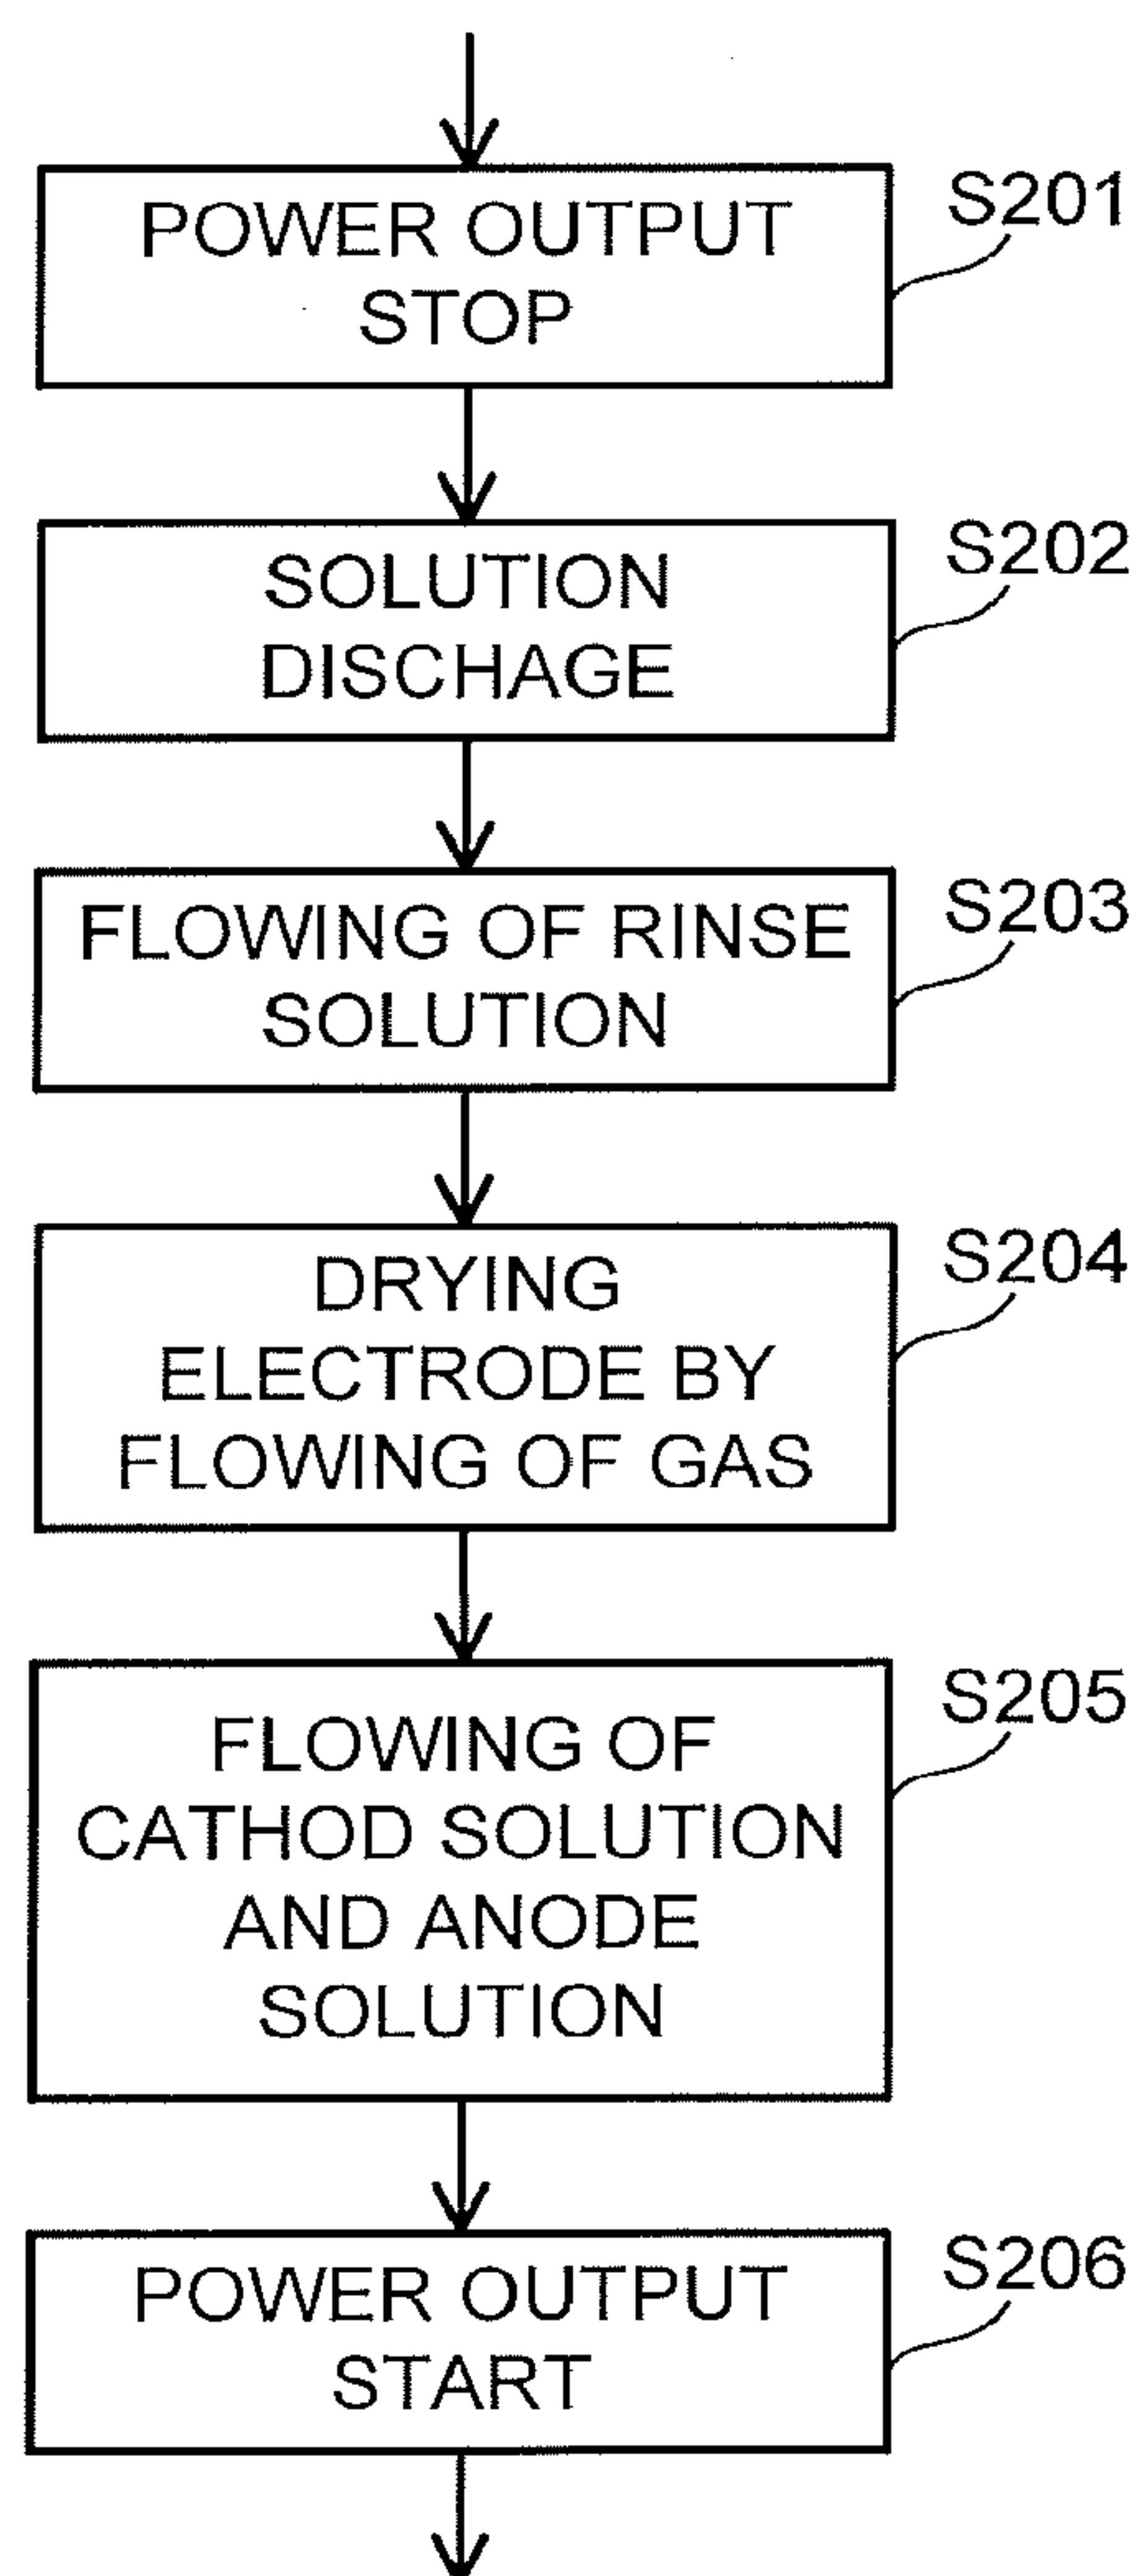 POWER OUTPUT
STOP
S201
SOLUTION
DISCHAGE
S202
FLOWING OF RINSE
SOLUTION
S203
DRYING
ELECTRODE BY
FLOWING OF GAS
S204
FLOWING OF
CATHOD SOLUTION
AND ANODE
SOLUTION
S205
POWER OUTPUT
START
S206